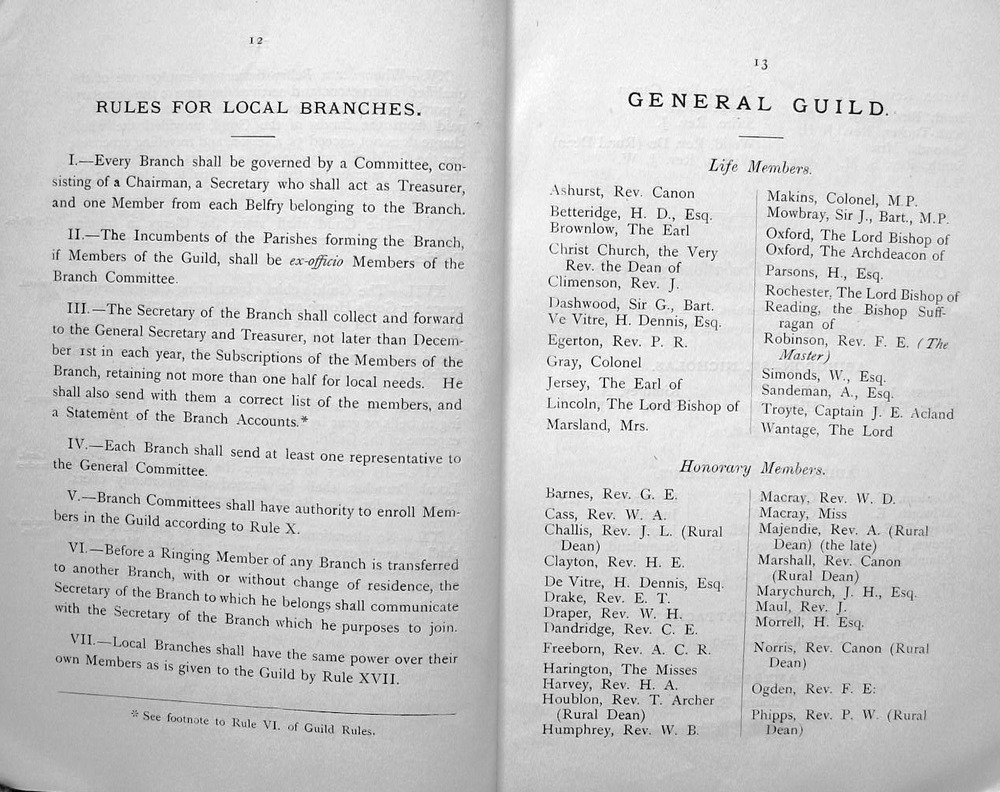 12
RULES FOR LOCAL BRANCHES.
I.—Every Branch shall be governed by a Committee, con-
sisting of a Chairman, a Secretary who shall act as Treasurer,
and one Member from each Belfry belonging to the Branch.
II.—The Incumbents of the Parishes forming the Branch,
if Members of the Guild, shall be ex-officio Members of the
Branch Committee.
III.—The Secretary of the Branch shall collect and forward
to the General Secretary and Treasurer, not later than Decem-
ber 1st in each year, the Subscriptions of the Members of the
Branch, retaining not more than one half for local needs. He
shall also send with them a correct list of the members, and
a Statement of the Branch Accounts.*
IV.—Each Branch shall send at least one representative to
the General Committee.
V.—Branch Committees shall have authority to enroll Mem-
bers in the Guild according to Rule X.
VI.—Before a Ringing Member of any Branch is transferred
to another Branch, with or without change of residence, the
Secretary of the Branch to which he belongs shall communicate
with the Secretary of the Branch which he purposes to join.
VII.—Local Branches shall have the same power over their
own Members as is given to the Guild by Rule XVII.
* See footnote to Rule VI. of Guild Rules.
13
GENERAL GUILD.
Life Members.
Ashurst, Rev. Canon
Betteridge, H. D., Esq.
Brownlow, The Earl
Christ Church, the Very
Rev. the Dean of
Climenson, Rev. J.
Dashwood, Sir G., Bart.
Ve Vitre, H. Dennis, Esq.
Egerton, Rev. P. R.
Gray, Colonel
Jersey, The Earl of
Lincoln, The Lord Bishop of
Marsland, Mrs.
Makins, Colonel, M.P.
Mowbray, Sir J., Bart., M.P.
Oxford, The Lord Bishop of
Oxford, The Archdeacon of
Parsons, H., Esq.
Rochester, The Lord Bishop of
Reading, the Bishop Suff-
ragan of
Robinson, Rev. F. E. (The
Master)
Simonds, W., Esq.
Sandeman, A., Esq.
Troyte, Captain J. E. Acland
Wantage, The Lord
Honorary Members.
Barnes, Rev. G. E.
Cass, Rev. W. A.
Challis, Rev. J. L. (Rural
Dean)
Clayton, Rev. H. E.
De Vitre, H. Dennis, Esq.
Drake, Rev. E. T.
Draper, Rev. W. H.
Dandridge, Rev. C. E.
Freeborn, Rev. A. C. R.
Harington, The Misses
Harvey, Rev. H. A.
Houblon, Rev. T. Archer
(Rural Dean)
Humphrey, Rev. W. B.
Macray, Rev. W. D.
Macray, Miss
Majendie, Rev. A. (Rural
Dean) (the late)
Marshall, Rev. Canon
(Rural Dean)
Marychurch, J. H., Esq.
Maul, Rev. J.
Morrell, H. Esq.
Norris, Rev. Canon (Rural
Dean)
Ogden, Rev. F. E:
Phipps, Rev. P. W. (Rural
Dean)